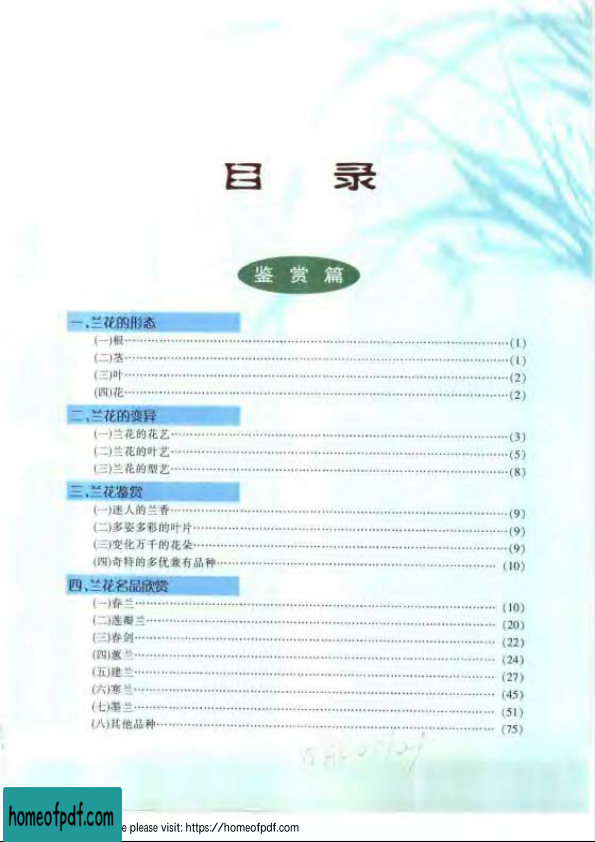 目 录
鉴 赏 篇
一、兰花的形态
(一)根……(1)
(二)茎……(1)
(三)叶……(2)
(四)花……(2)
二、兰花的变异
(一)兰花的花艺……(3)
(二)兰花的叶艺……(5)
(三)兰花的型艺……(8)
三、兰花鉴赏
(一)迷人的兰香……(9)
(二)多姿多彩的叶片……(9)
(三)变化万千的花朵……(9)
(四)奇特的多优兼有品种……(10)
四、兰花名品欣赏
(一)春兰……(10)
(二)莲瓣兰……(20)
(三)春剑……(22)
(四)蕙兰……(24)
(五)建兰……(27)
(六)寒兰……(45)
(七)墨兰……(51)
(八)其他品种……(75)
homeofpdf.com
e please visit: https://homeofpdf.com